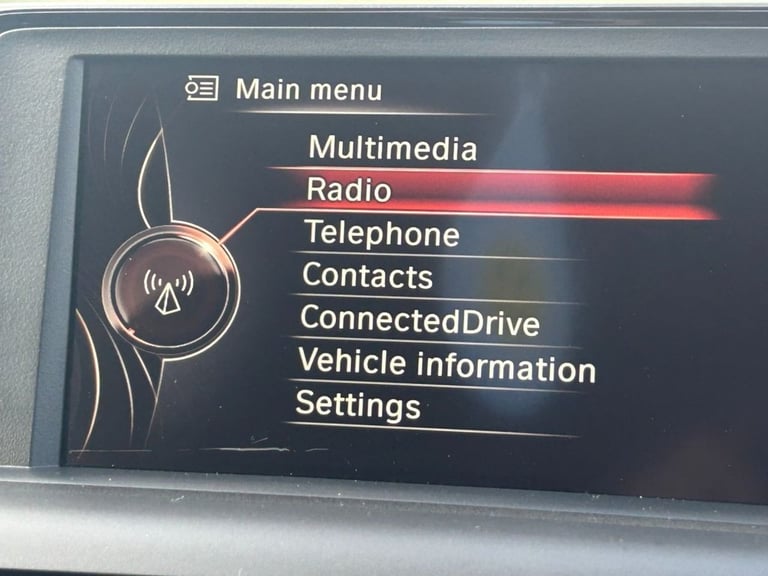 Main menu
Multimedia
Radio
Telephone
Contacts
ConnectedDrive
Vehicle information
Settings